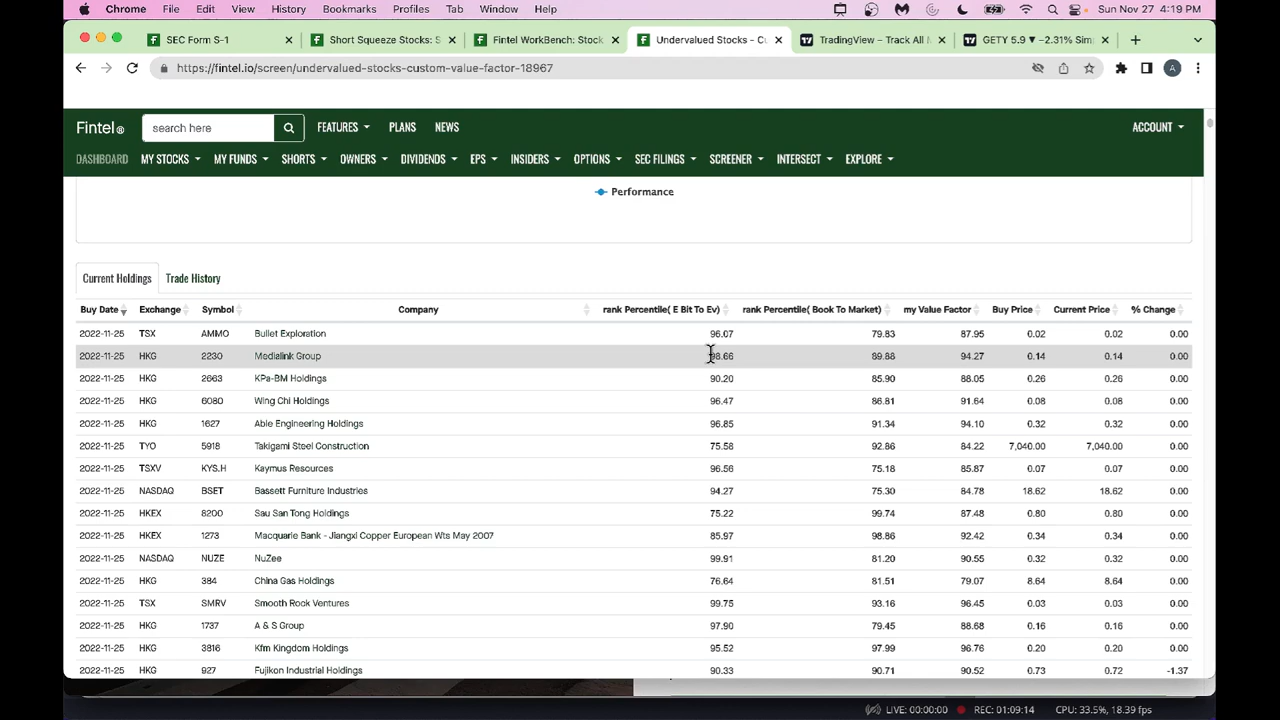 Chrome File Edit View History Bookmarks Profiles Tab Window Help Sun Nov 27 4:19 PM
SEC Form S-1 Short Squeeze Stocks: S Fintel WorkBench: Stock Undervalued Stocks - Cu TradingView – Track All M GETY 5.9 ▼ −2.31% Sim
https://fintel.io/screen/undervalued-stocks-custom-value-factor-18967 A
Fintel® search here FEATURES PLANS NEWS ACCOUNT
DASHBOARD MY STOCKS MY FUNDS SHORTS OWNERS DIVIDENDS EPS INSIDERS OPTIONS SEC FILINGS SCREENER INTERSECT EXPLORE
Performance
Current Holdings Trade History
Buy Date Exchange Symbol Company rank Percentile( E Bit To Ev) rank Percentile( Book To Market) my Value Factor Buy Price Current Price % Change
2022-11-25 TSX AMMO Bullet Exploration 96.07 79.83 87.95 0.02 0.02 0.00
2022-11-25 HKG 2230 Medialink Group 98.66 89.88 94.27 0.14 0.14 0.00
2022-11-25 HKG 2663 KPa-BM Holdings 90.20 85.90 88.05 0.26 0.26 0.00
2022-11-25 HKG 6080 Wing Chi Holdings 96.47 86.81 91.64 0.08 0.08 0.00
2022-11-25 HKG 1627 Able Engineering Holdings 96.85 91.34 94.10 0.32 0.32 0.00
2022-11-25 TYO 5918 Takigami Steel Construction 75.58 92.86 84.22 7,040.00 7,040.00 0.00
2022-11-25 TSXV KYS.H Kaymus Resources 96.56 75.18 85.87 0.07 0.07 0.00
2022-11-25 NASDAQ BSET Bassett Furniture Industries 94.27 75.30 84.78 18.62 18.62 0.00
2022-11-25 HKEX 8200 Sau San Tong Holdings 75.22 99.74 87.48 0.80 0.80 0.00
2022-11-25 HKEX 1273 Macquarie Bank - Jiangxi Copper European Wts May 2007 85.97 98.86 92.42 0.34 0.34 0.00
2022-11-25 NASDAQ NUZE NuZee 99.91 81.20 90.55 0.32 0.32 0.00
2022-11-25 HKG 384 China Gas Holdings 76.64 81.51 79.07 8.64 8.64 0.00
2022-11-25 TSX SMRV Smooth Rock Ventures 99.75 93.16 96.45 0.03 0.03 0.00
2022-11-25 HKG 1737 A & S Group 97.90 79.45 88.68 0.16 0.16 0.00
2022-11-25 HKG 3816 Kfm Kingdom Holdings 95.52 97.99 96.76 0.20 0.20 0.00
2022-11-25 HKG 927 Fujikon Industrial Holdings 90.33 90.71 90.52 0.73 0.72 -1.37
LIVE: 00:00:00 REC: 01:09:14 CPU: 33.5%, 18.39 fps